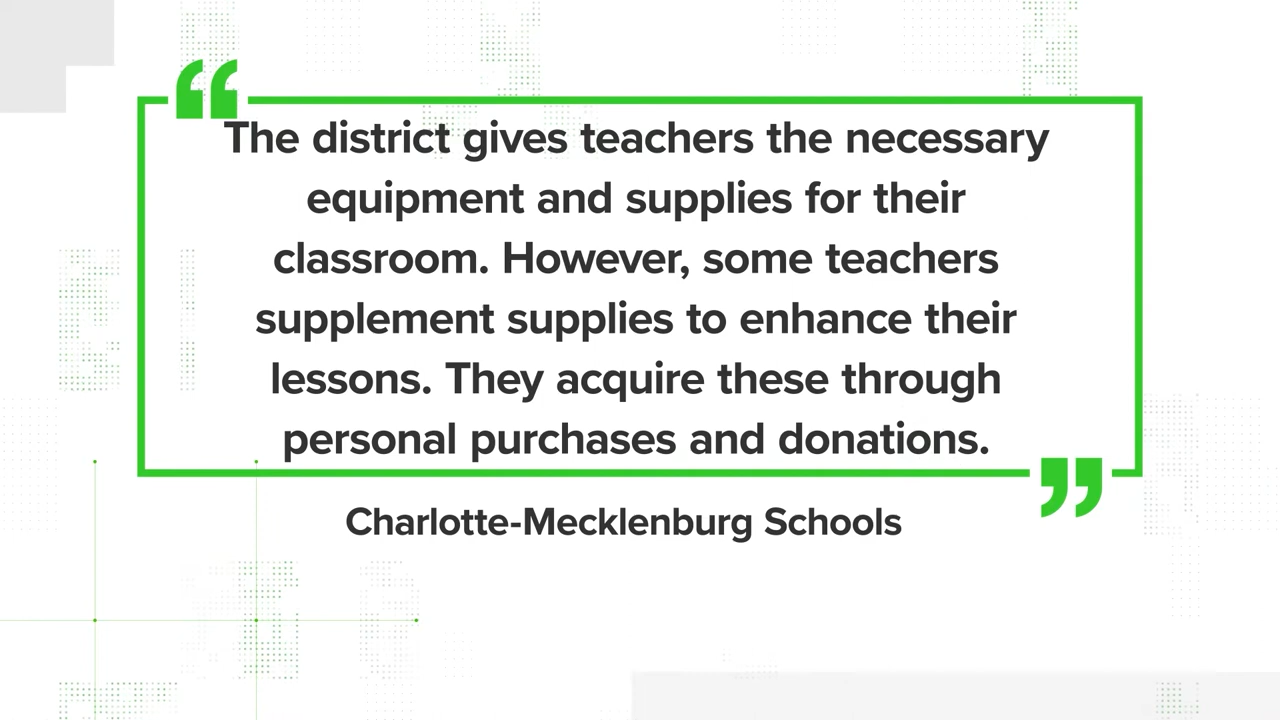 “
The district gives teachers the necessary
equipment and supplies for their
classroom. However, some teachers
supplement supplies to enhance their
lessons. They acquire these through
personal purchases and donations.
”
Charlotte-Mecklenburg Schools